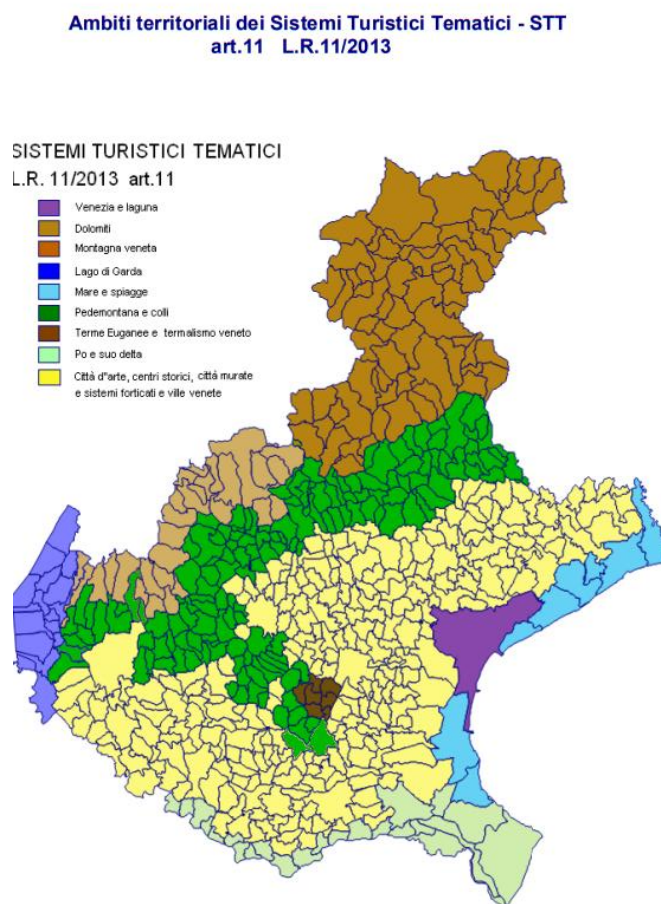 Ambiti territoriali dei Sistemi Turistici Tematici - STT
art.11 L.R.11/2013
SISTEMI TURISTICI TEMATICI
L.R. 11/2013 art.11
Venezia e laguna
Dolomiti
Montagna veneta
Lago di Garda
Mare e spiagge
Pedemontana e colli
Terme Euganee e termalismo veneto
Po e suo delta
Città d"arte, centri storici, cittá murate
e sistemi forticati e ville venete